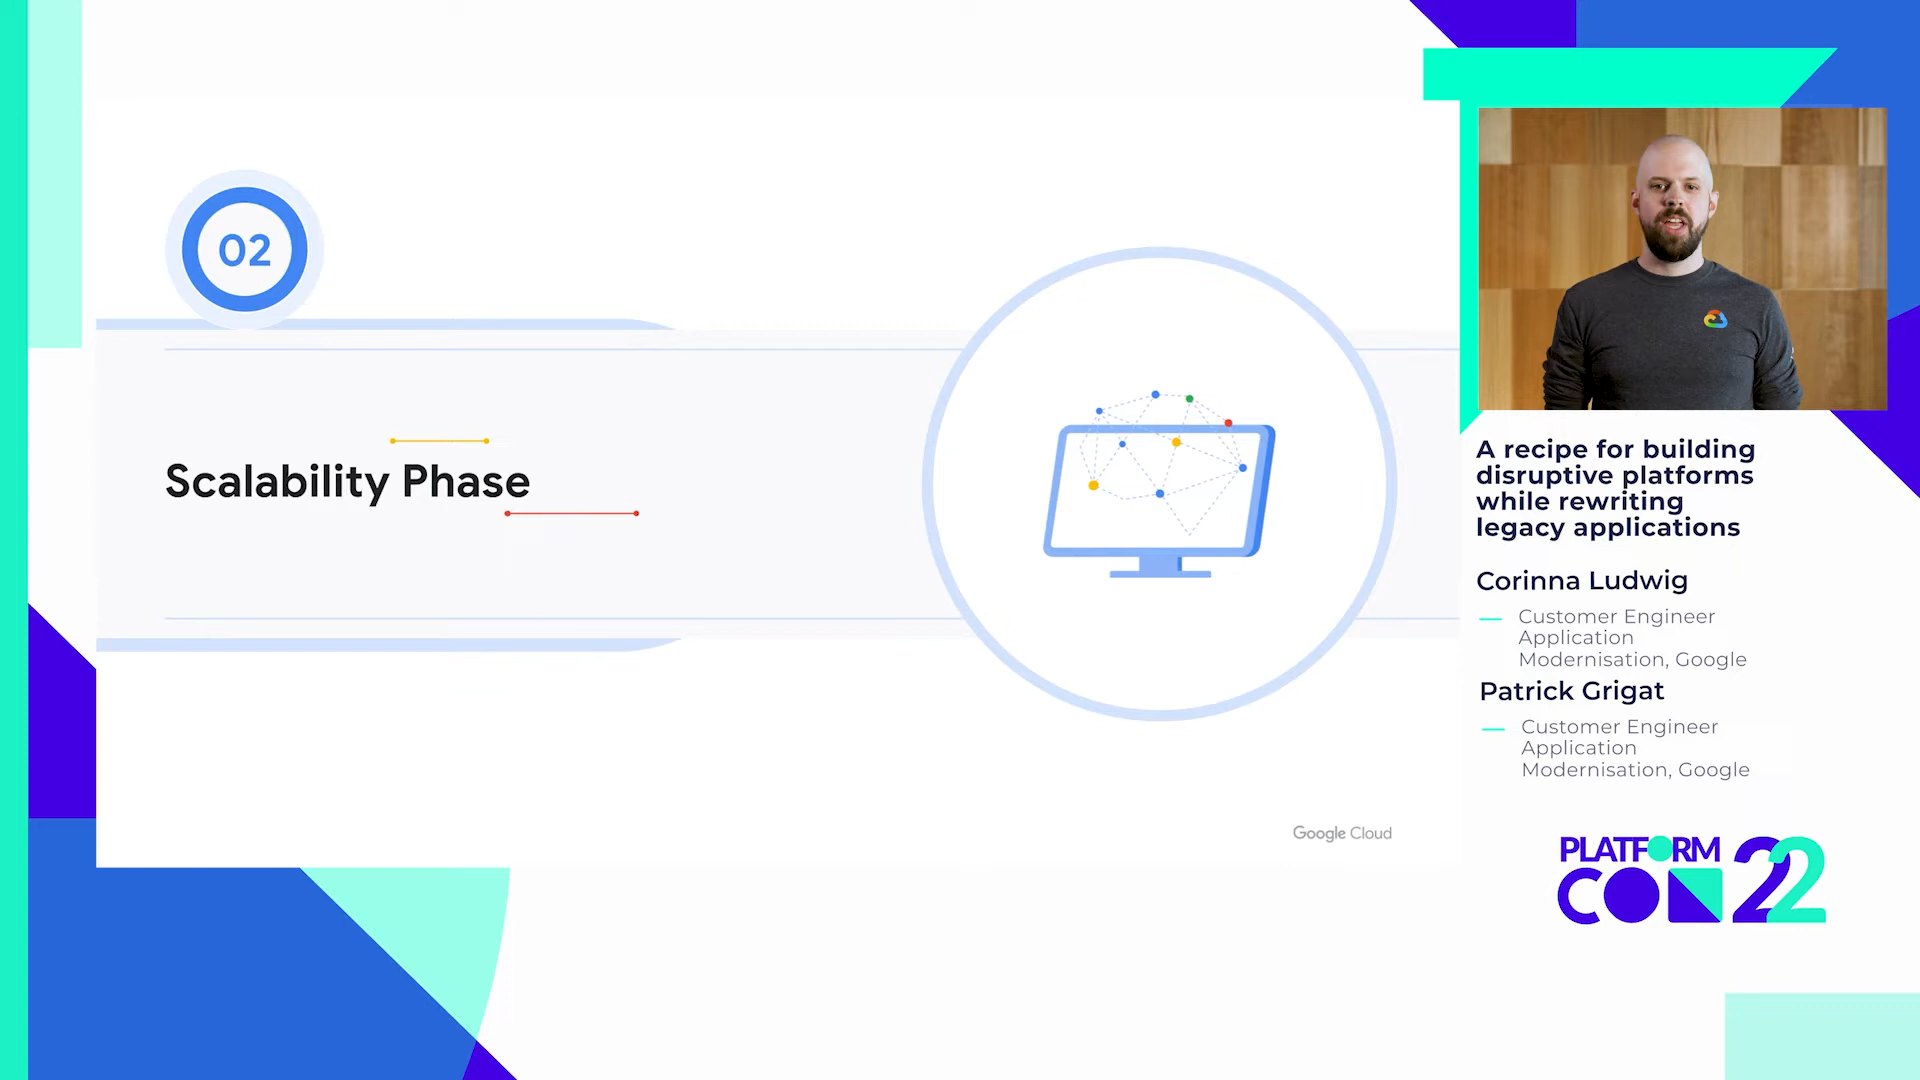 02
Scalability Phase
Google Cloud
A recipe for building
disruptive platforms
while rewriting
legacy applications
Corinna Ludwig
Customer Engineer
Application
Modernisation, Google
Patrick Grigat
Customer Engineer
Application
Modernisation, Google
PLATFORM
CON 22